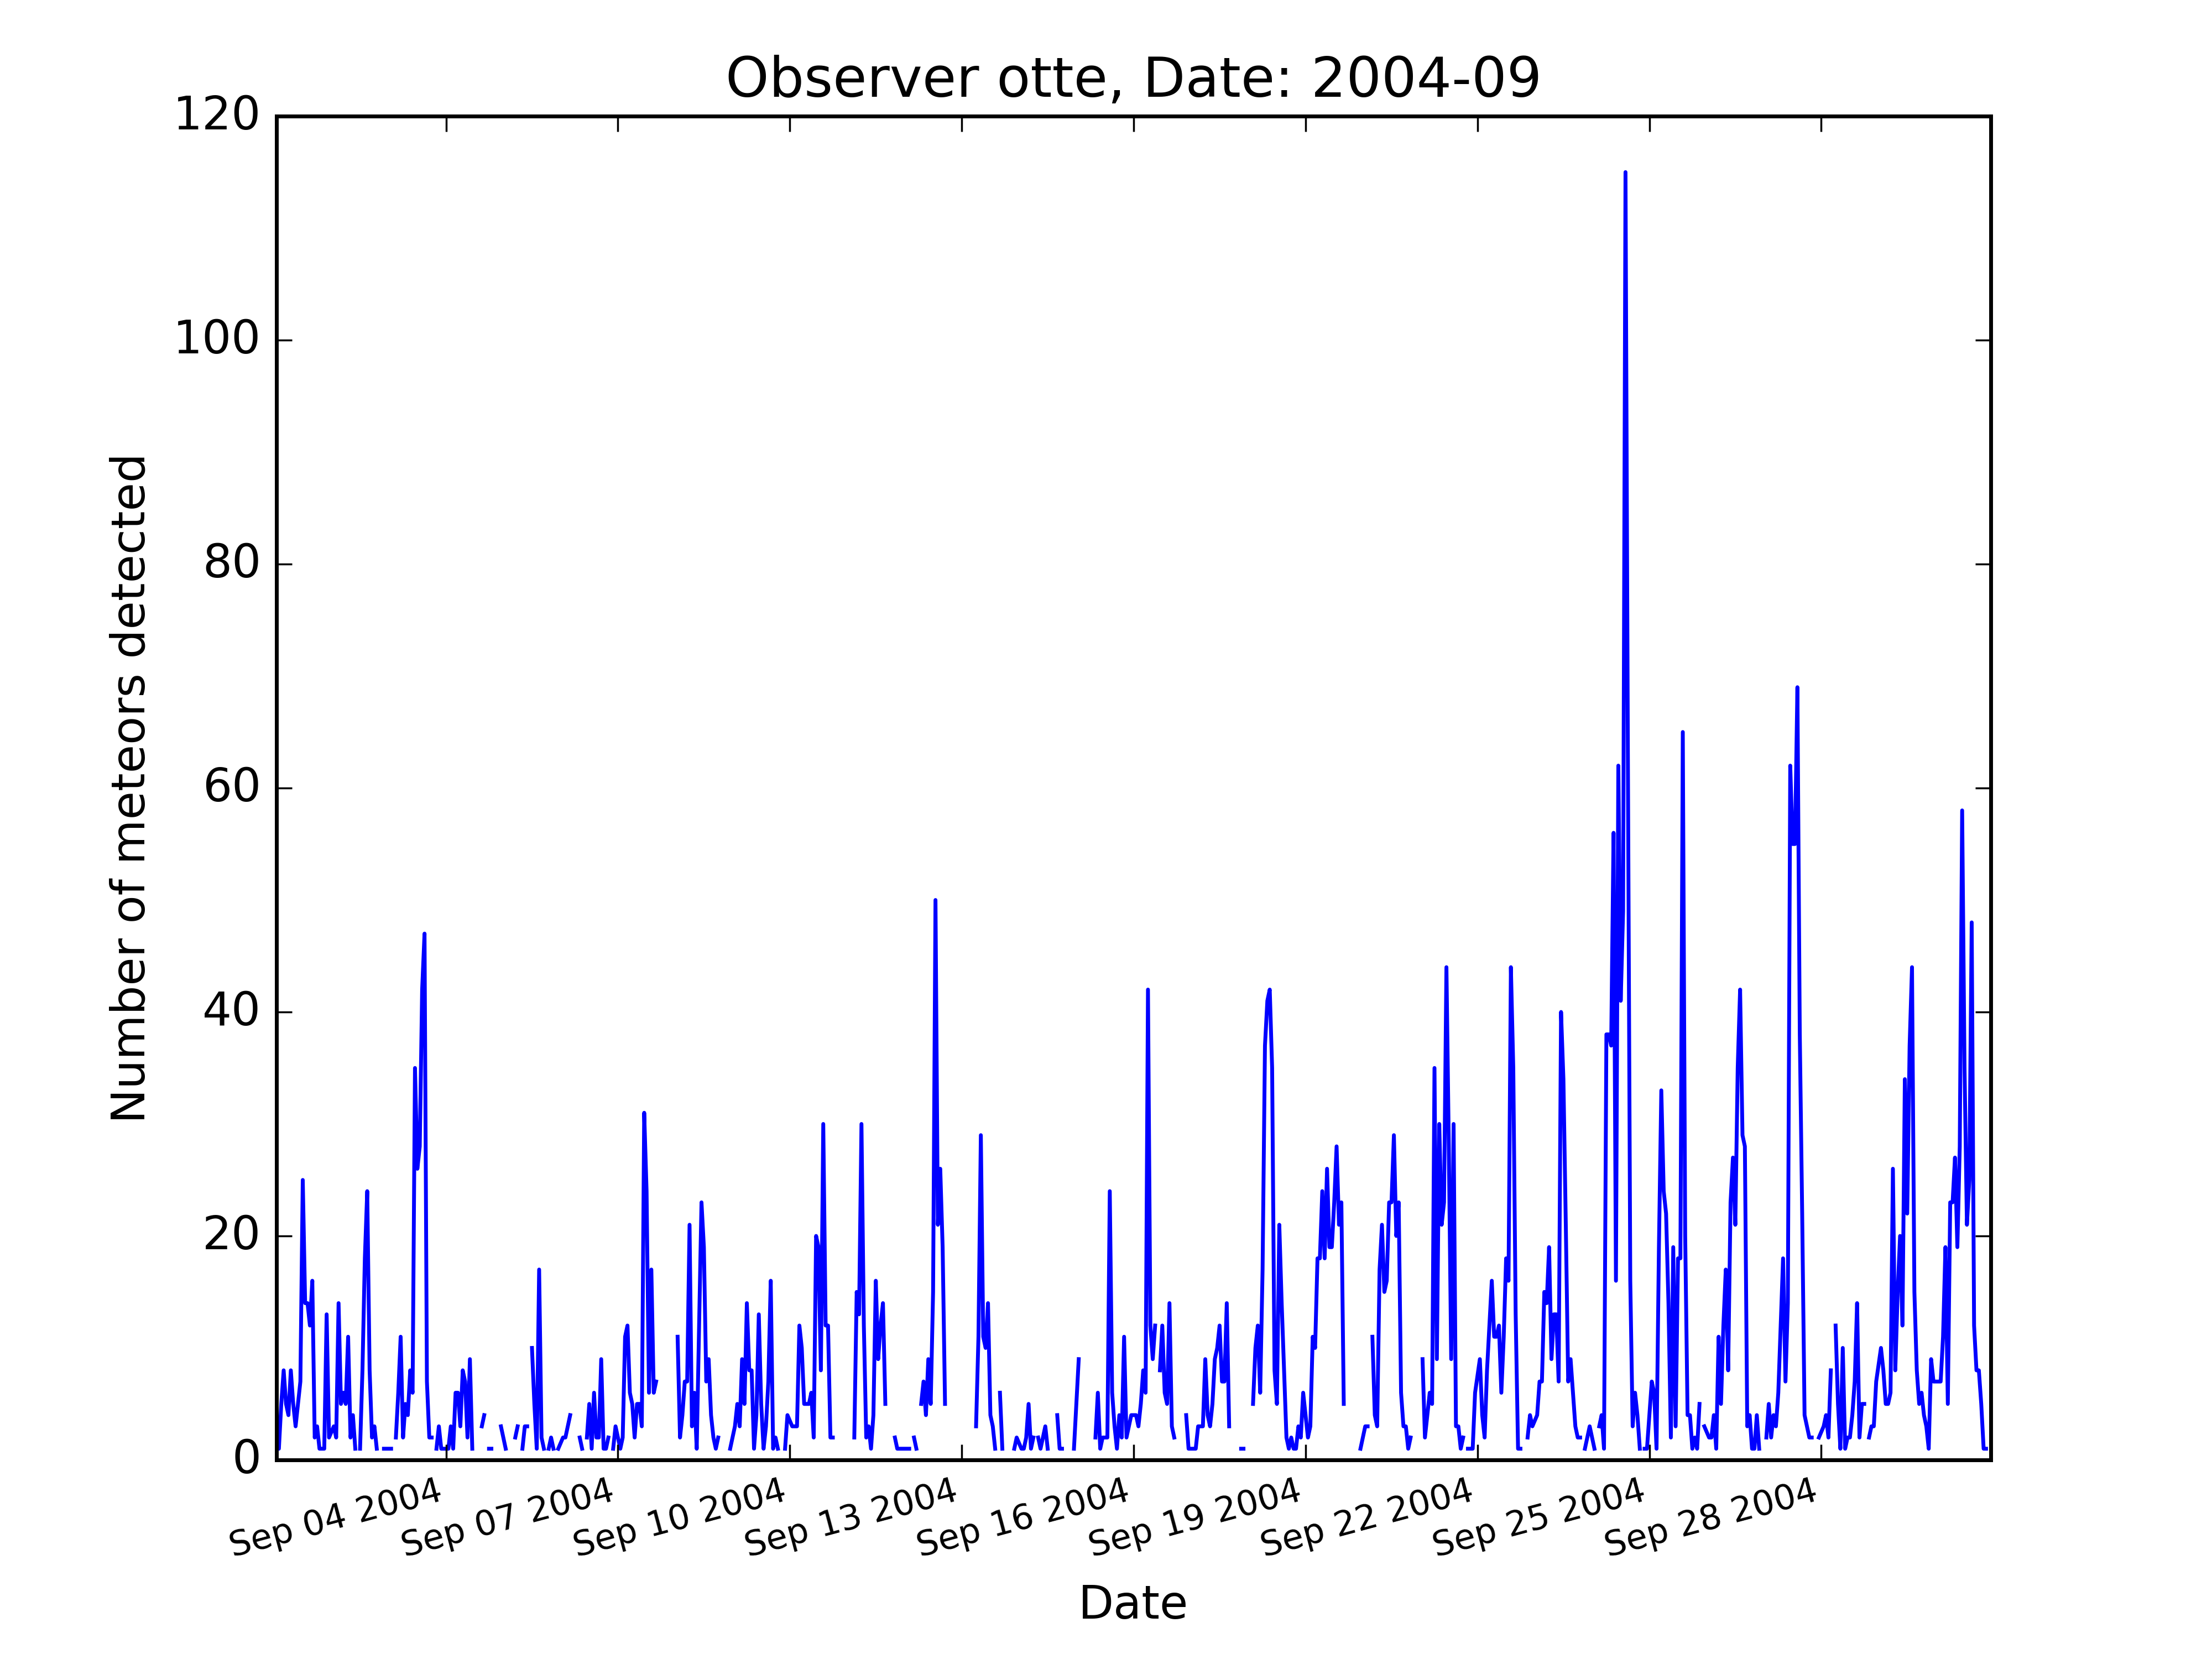 Observer otte, Date: 2004-09
120
100
80
60
40
20
0
Number of meteors detected
Sep 04 2004
Sep 07 2004
Sep 10 2004
Sep 13 2004
Sep 16 2004
Sep 19 2004
Sep 22 2004
Sep 25 2004
Sep 28 2004
Date